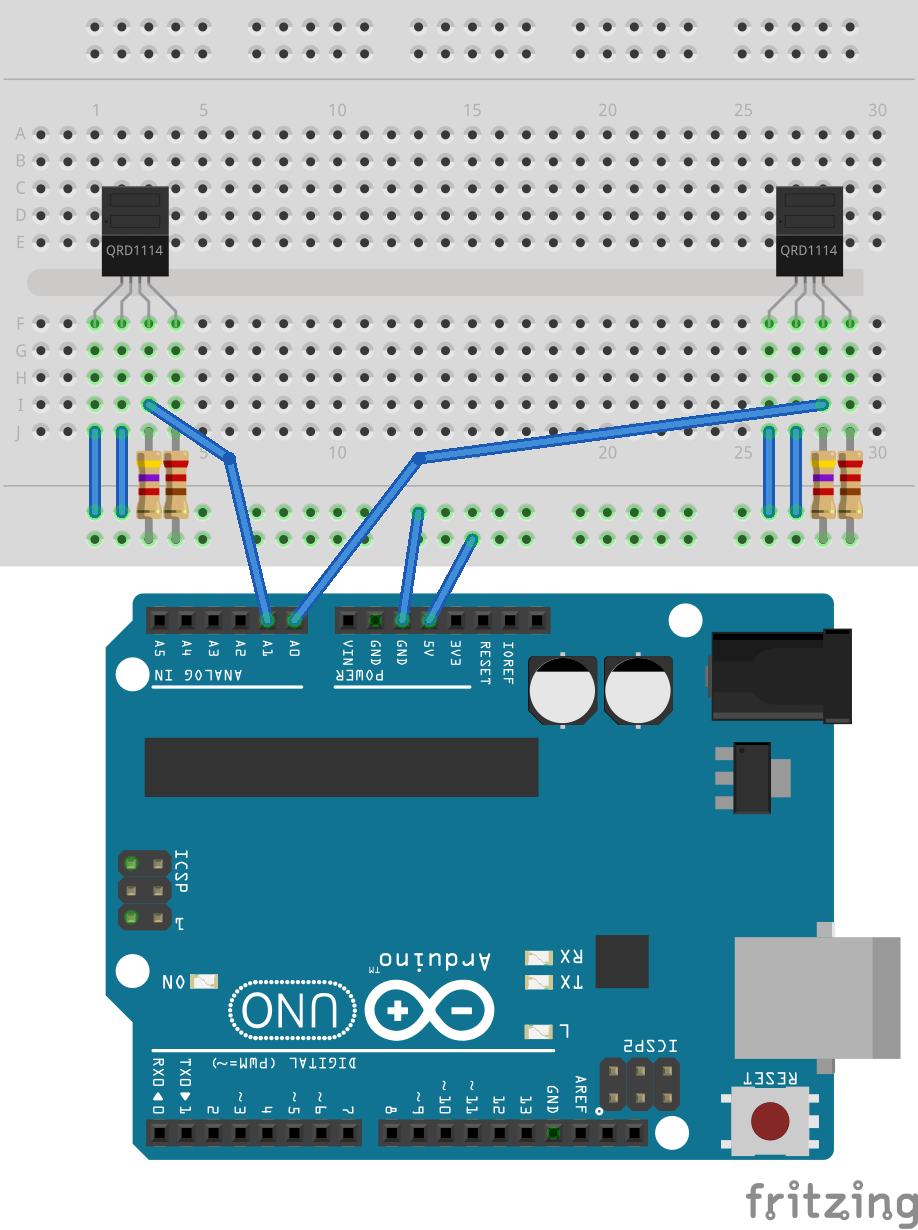 1 5 10 15 20 25 30
A
B
C
D
E
QRD1114 QRD1114
F
G
H
I
J
5 10 15 20 25 30
A5 A4 A3 A2 A1 A0 VIN GND GND 5V 3V3 RESET IOREF
ANALOG IN POWER
ICSP
1
Arduino™
RX
TX
ON
UNO
L
ICSP2
DIGITAL (PWM=~)
RX0◄0 TX0►1 2 ~3 4 ~5 ~6 7 8 ~9 ~10 ~11 12 13 GND AREF
RESET
fritzing